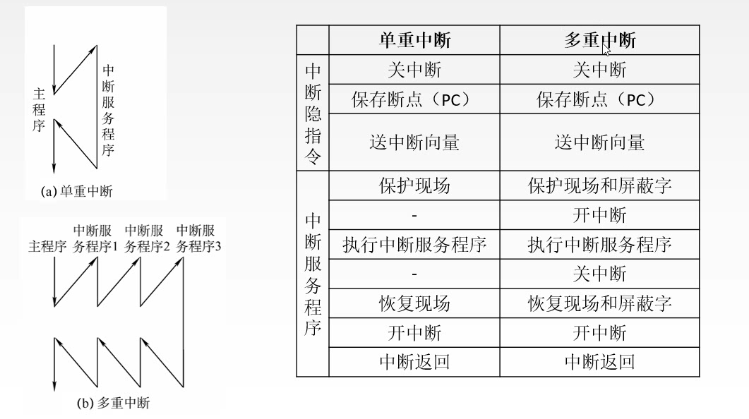 主程序
中断服务程序
(a)单重中断
主程序
中断服务程序1
中断服务程序2
中断服务程序3
(b)多重中断
单重中断 多重中断
中断隐指令
关中断 关中断
保存断点（PC） 保存断点（PC）
送中断向量 送中断向量
中断服务程序
保护现场 保护现场和屏蔽字
- 开中断
执行中断服务程序 执行中断服务程序
- 关中断
恢复现场 恢复现场和屏蔽字
开中断 开中断
中断返回 中断返回